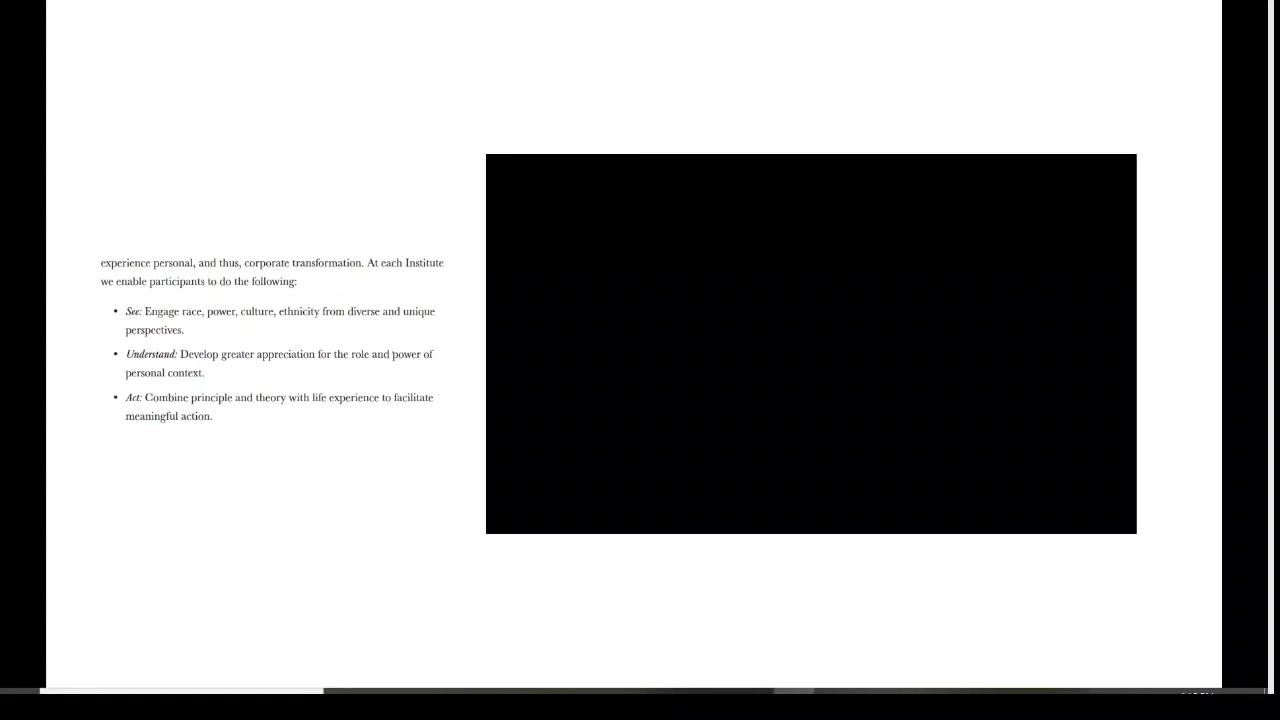 experience personal, and thus, corporate transformation. At each Institute
we enable participants to do the following:
• See: Engage race, power, culture, ethnicity from diverse and unique
perspectives.
• Understand: Develop greater appreciation for the role and power of
personal context.
• Act: Combine principle and theory with life experience to facilitate
meaningful action.